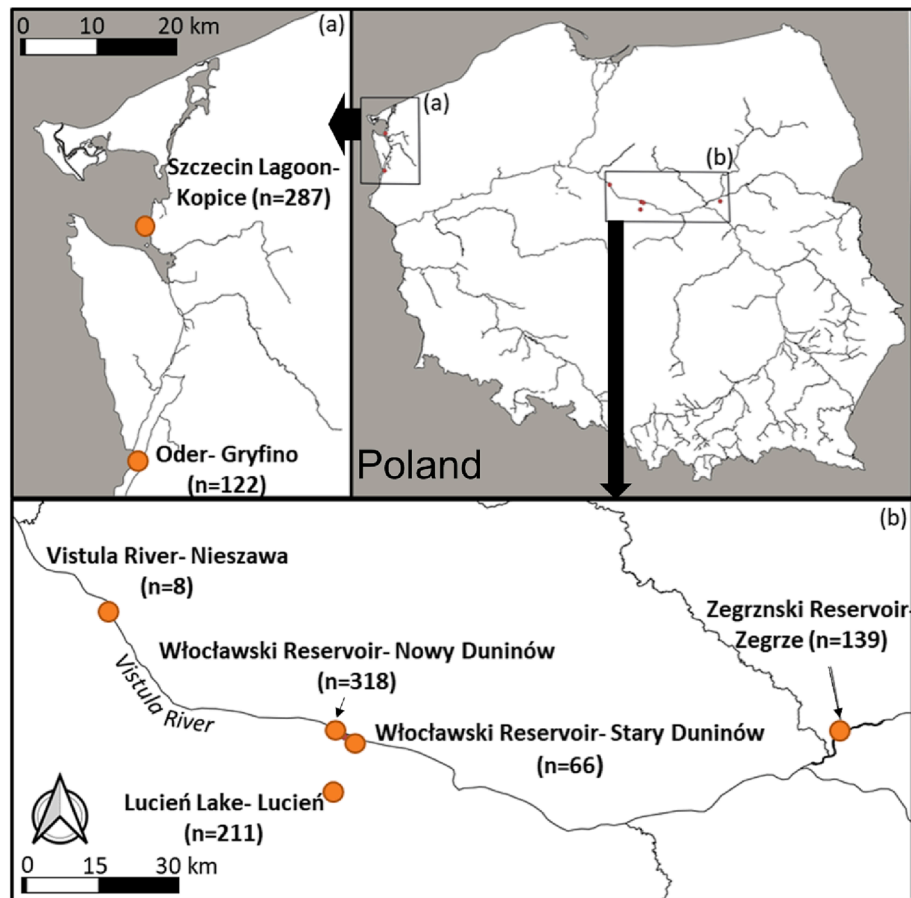 0 10 20 km
(a)
Szczecin Lagoon-
Kopice (n=287)
Oder- Gryfino
(n=122)
(a)
(b)
Poland
(b)
Vistula River- Nieszawa
(n=8)
Zegrznski Reservoir-
Zegrze (n=139)
Włocławski Reservoir- Nowy Duninów
(n=318)
Vistula River
Włocławski Reservoir- Stary Duninów
(n=66)
Lucień Lake- Lucień
(n=211)
0 15 30 km